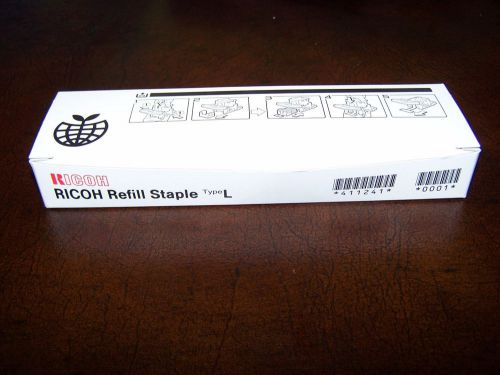 RICOH
RICOH Refill Staple Type L
*411241*
*0001*